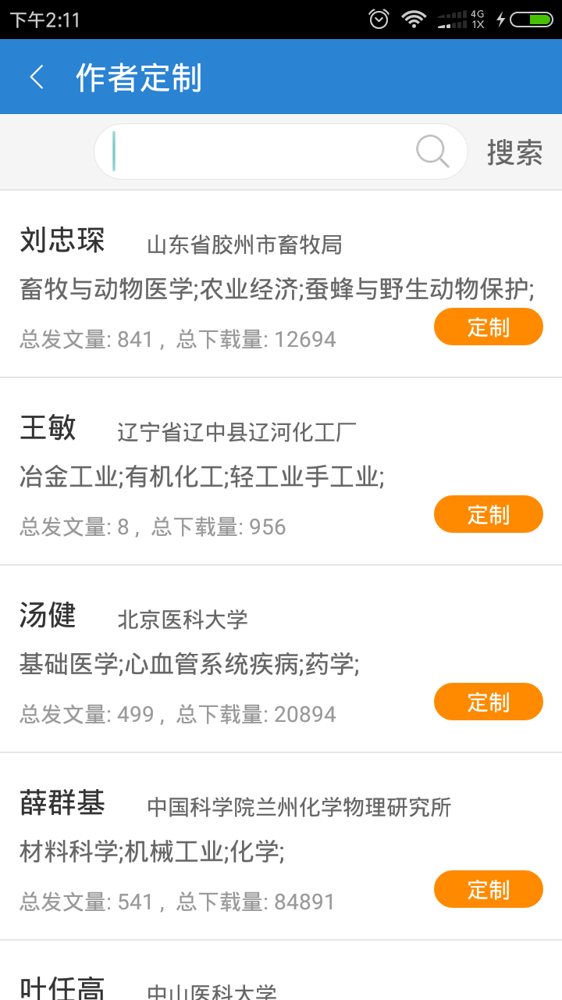 下午2:11
4G
1X
作者定制
搜索
刘忠琛 山东省胶州市畜牧局
畜牧与动物医学;农业经济;蚕蜂与野生动物保护;
总发文量: 841 , 总下载量: 12694
定制
王敏 辽宁省辽中县辽河化工厂
冶金工业;有机化工;轻工业手工业;
总发文量: 8 , 总下载量: 956
定制
汤健 北京医科大学
基础医学;心血管系统疾病;药学;
总发文量: 499 , 总下载量: 20894
定制
薛群基 中国科学院兰州化学物理研究所
材料科学;机械工业;化学;
总发文量: 541 , 总下载量: 84891
定制
叶任高 中山医科大学